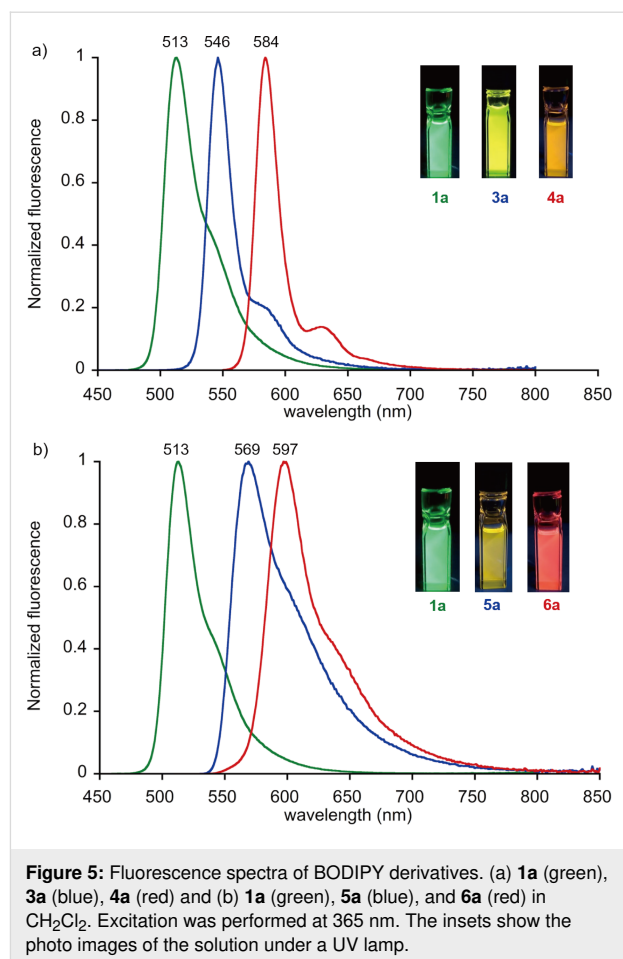 a)
513 546 584
1
0.8
0.6
0.4
0.2
0
Normalized fluorescence
1a 3a 4a
450 500 550 600 650 700 750 800 850
wavelength (nm)
b)
513 569 597
1
0.8
0.6
0.4
0.2
0
Normalized fluorescence
1a 5a 6a
450 500 550 600 650 700 750 800 850
wavelength (nm)
Figure 5: Fluorescence spectra of BODIPY derivatives. (a) 1a (green),
3a (blue), 4a (red) and (b) 1a (green), 5a (blue), and 6a (red) in
CH₂Cl₂. Excitation was performed at 365 nm. The insets show the
photo images of the solution under a UV lamp.